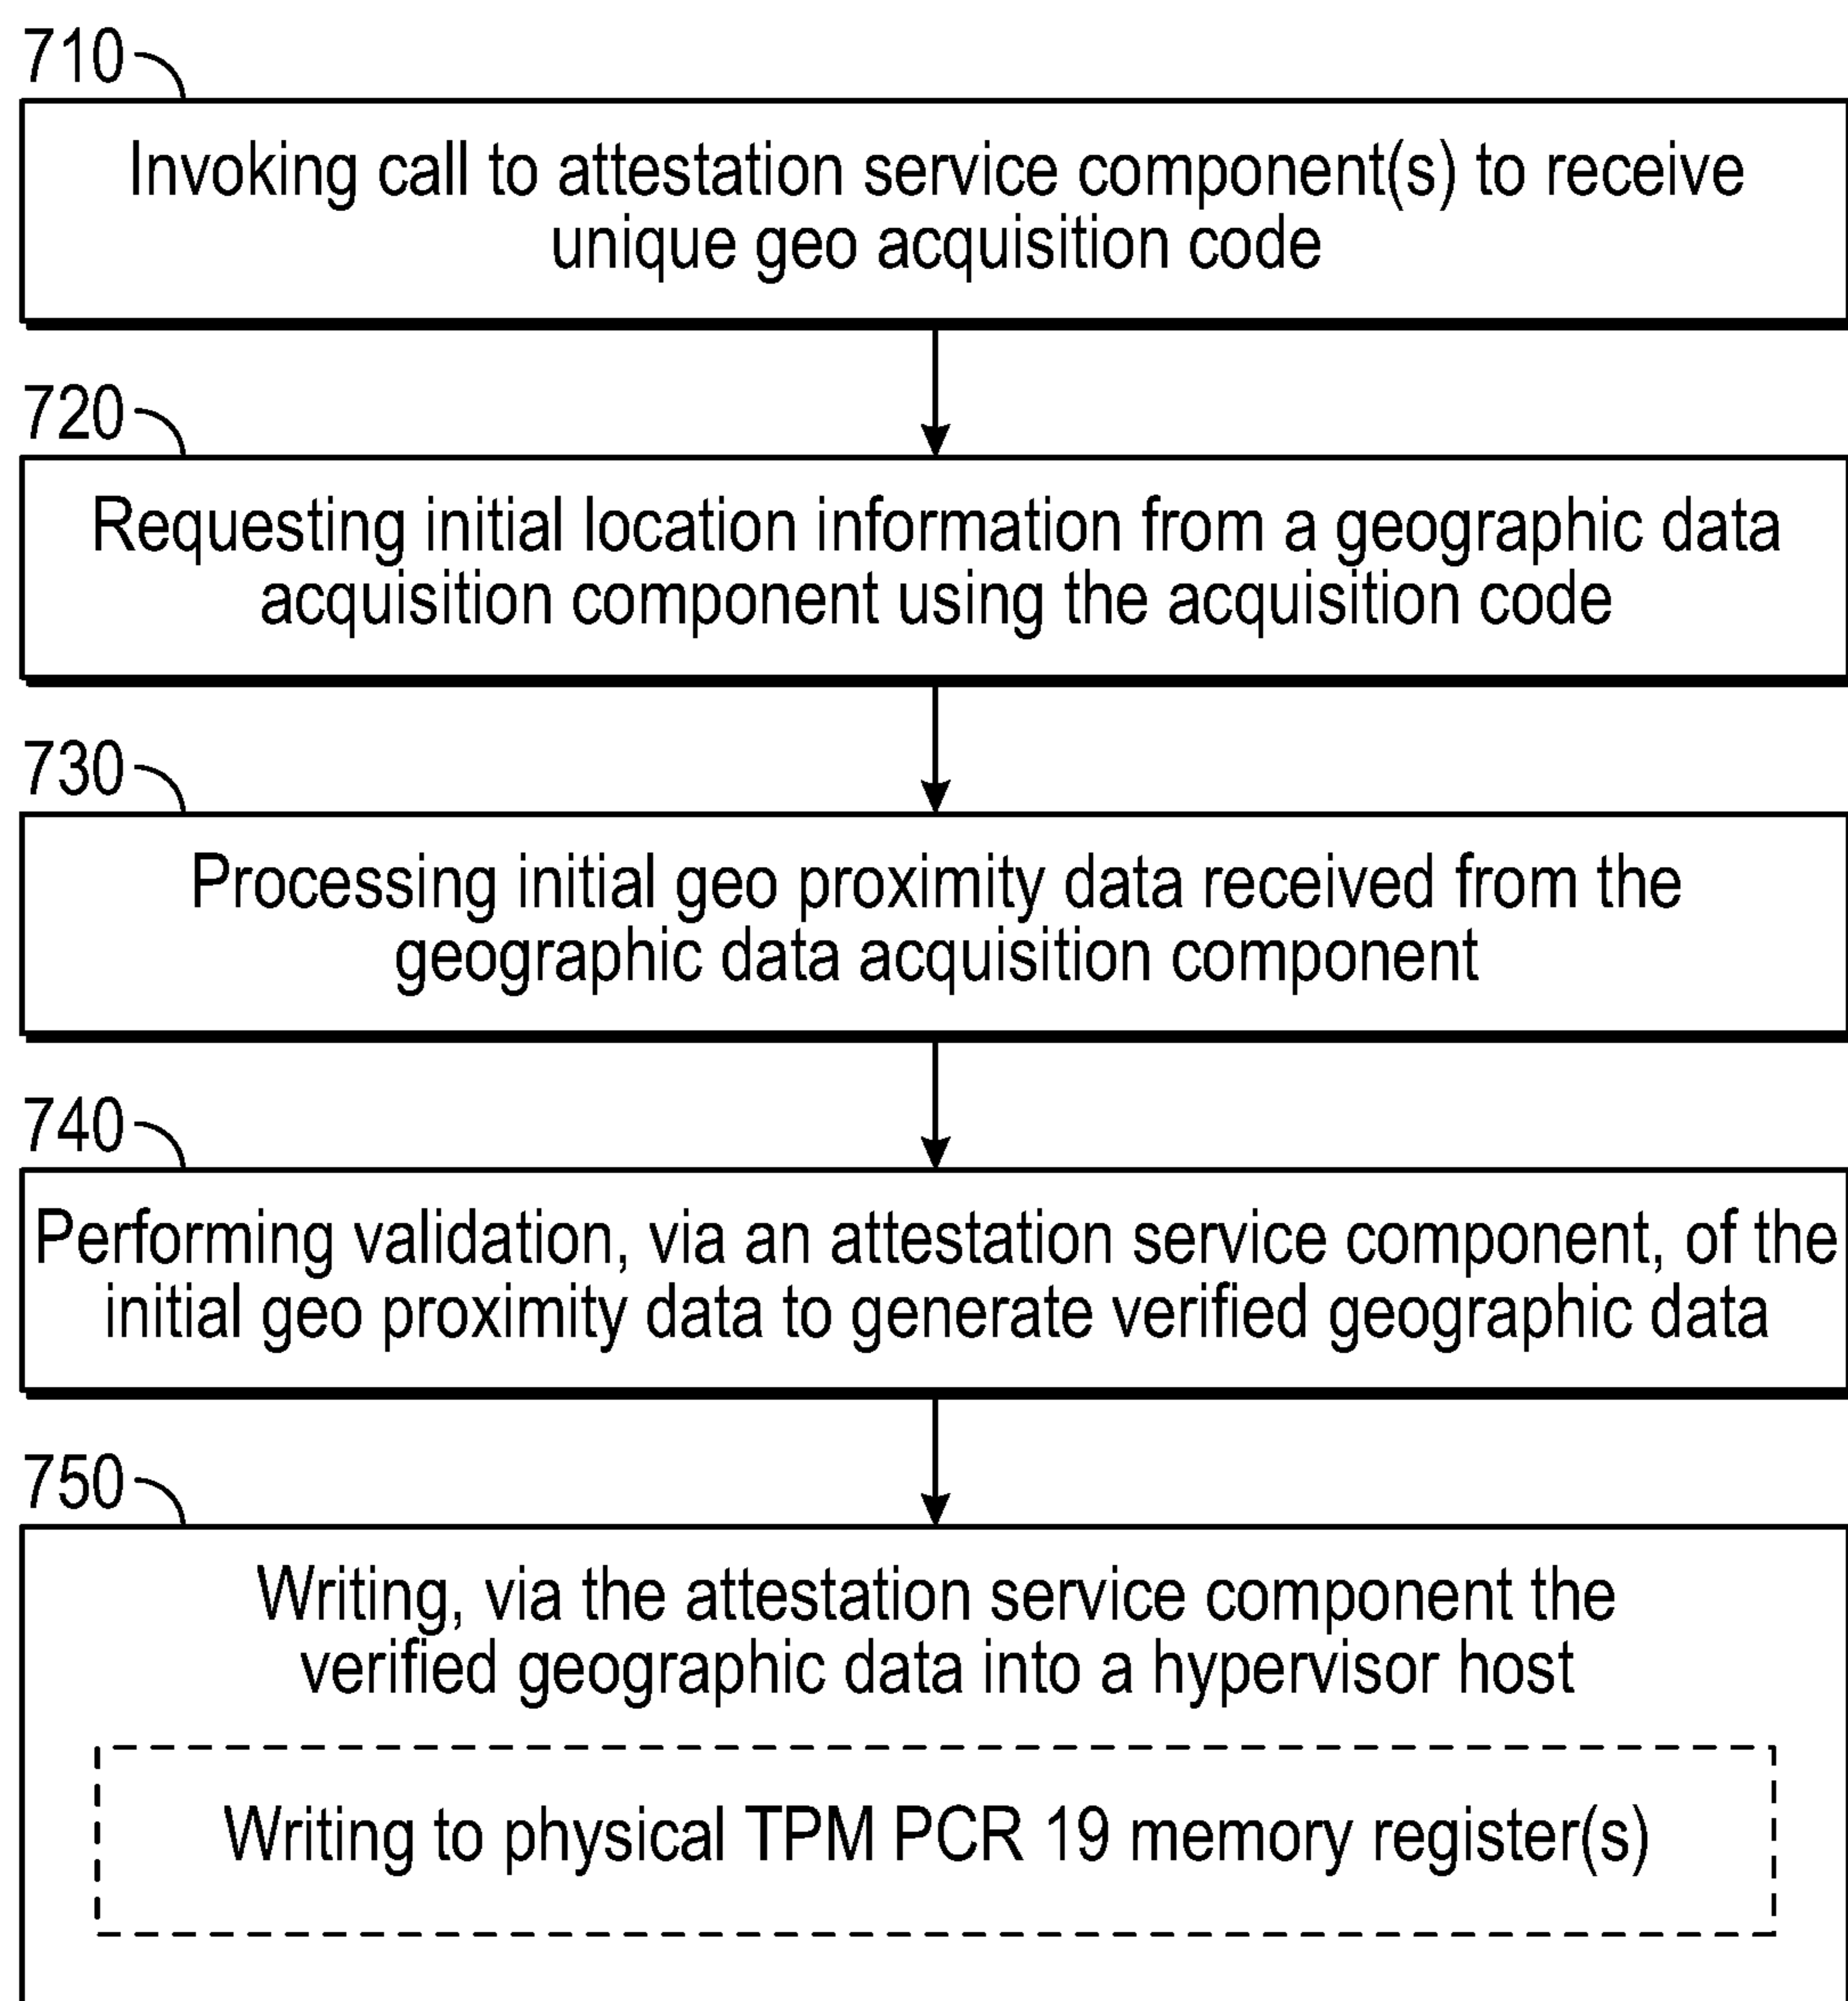 710
Invoking call to attestation service component(s) to receive
unique geo acquisition code
720
Requesting initial location information from a geographic data
acquisition component using the acquisition code
730
Processing initial geo proximity data received from the
geographic data acquisition component
740
Performing validation, via an attestation service component, of the
initial geo proximity data to generate verified geographic data
750
Writing, via the attestation service component the
verified geographic data into a hypervisor host
Writing to physical TPM PCR 19 memory register(s)